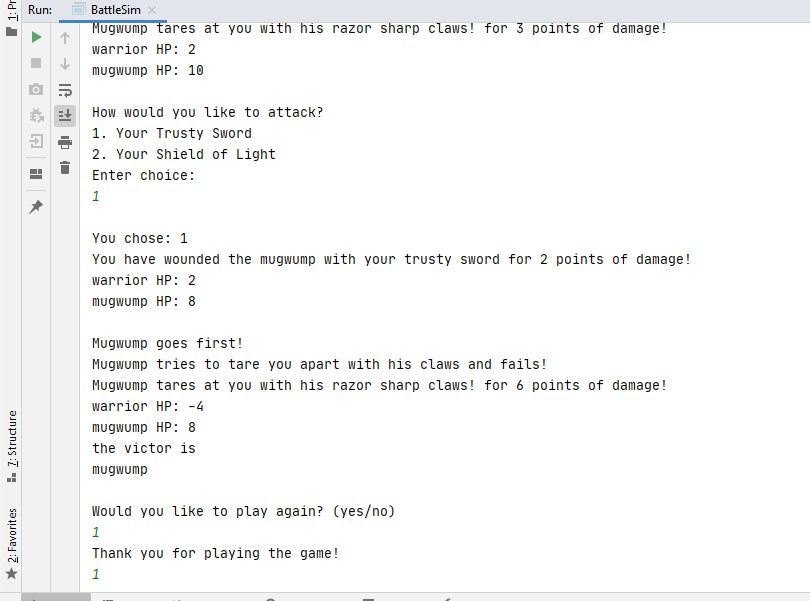 Run: BattleSim
1: Pr
Mugwump tares at you with his razor sharp claws! for 3 points of damage!
warrior HP: 2
mugwump HP: 10
How would you like to attack?
1. Your Trusty Sword
2. Your Shield of Light
Enter choice:
1
You chose: 1
You have wounded the mugwump with your trusty sword for 2 points of damage!
warrior HP: 2
mugwump HP: 8
Mugwump goes first!
Mugwump tries to tare you apart with his claws and fails!
Mugwump tares at you with his razor sharp claws! for 6 points of damage!
warrior HP: -4
mugwump HP: 8
the victor is
mugwump
Would you like to play again? (yes/no)
1
Thank you for playing the game!
1
7: Structure
2: Favorites